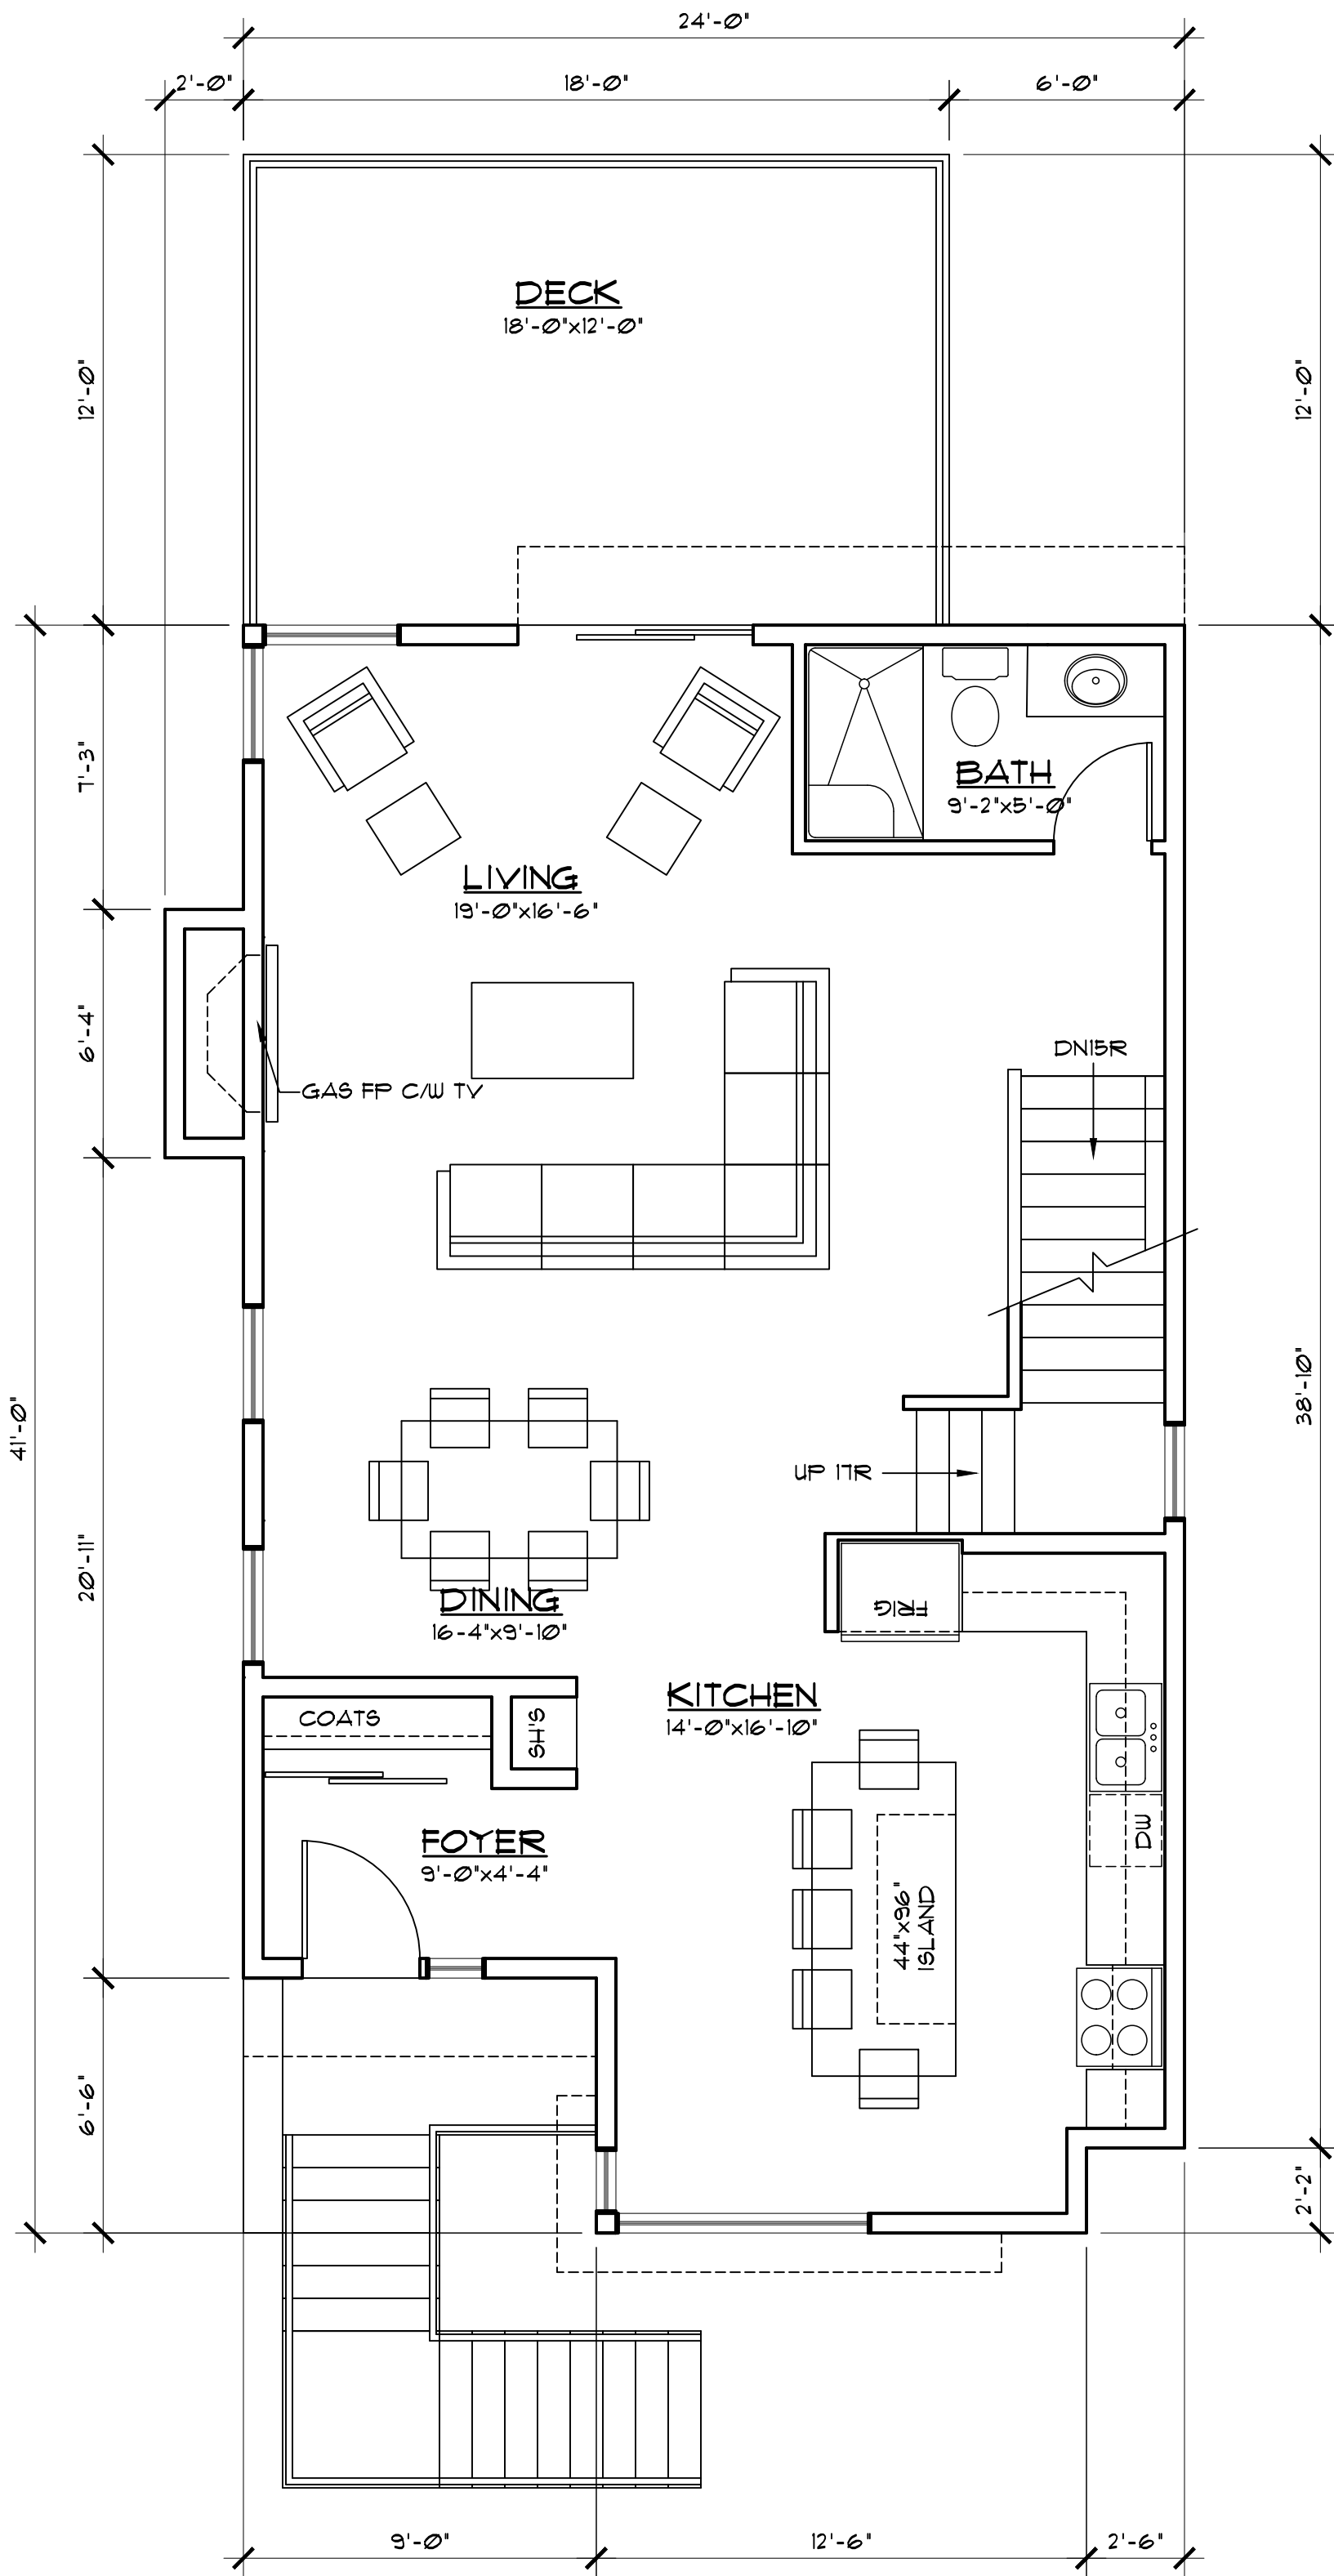 24'-0"
2'-0"
18'-0"
6'-0"
DECK
18'-0"x12'-0"
12'-0"
12'-0"
7'-3"
BATH
9'-2"x5'-0"
LIVING
19'-0"x16'-6"
6'-4"
GAS FP C/W TV
DN15R
41'-0"
38'-10"
UP 17R
20'-11"
DINING
16-4"x9'-10"
FRIG
KITCHEN
14'-0"x16'-10"
COATS
SH'S
FOYER
9'-0"x4'-4"
DW
44"x96"
ISLAND
6'-6"
2'-2"
9'-0"
12'-6"
2'-6"